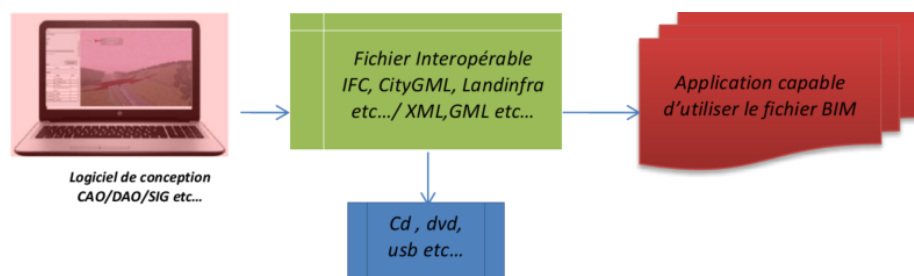 Logiciel de conception
CAO/DAO/SIG etc...
Fichier Interopérable
IFC, CityGML, Landinfra
etc.../ XML,GML etc...
Application capable
d'utiliser le fichier BIM
Cd , dvd,
usb etc...